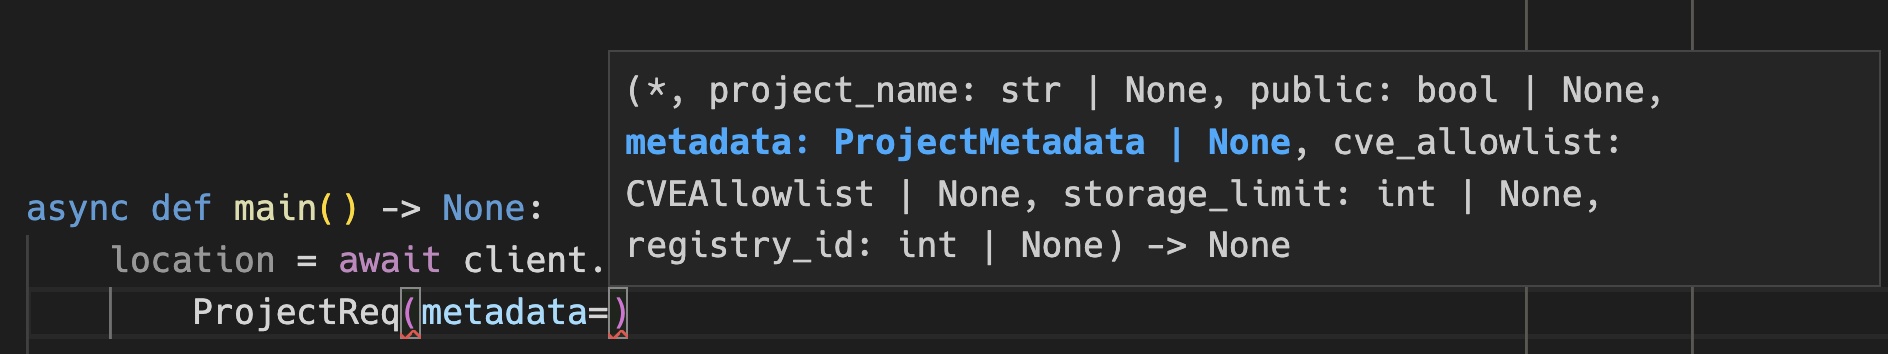 (*, project_name: str | None, public: bool | None,
metadata: ProjectMetadata | None, cve_allowlist:
CVEAllowlist | None, storage_limit: int | None,
registry_id: int | None) -> None
async def main() -> None:
location = await client.
ProjectReq(metadata=)